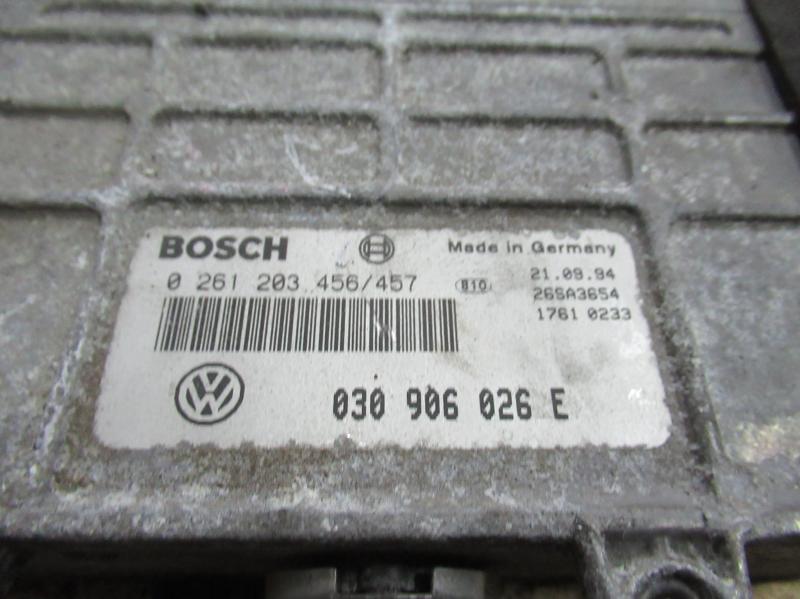 BOSCH Made in Germany
0 261 203 456/457 B10 21.09.94
26SA3654
1761 0233
VW 030 906 026 E